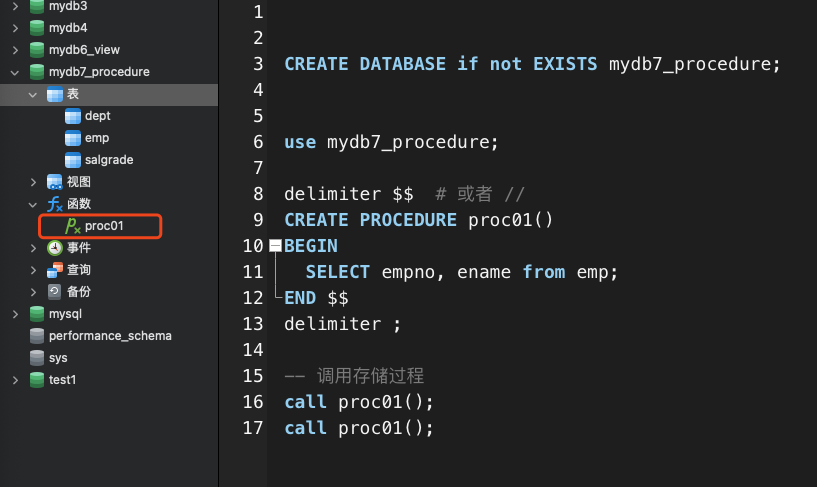 mydb3
mydb4
mydb6_view
mydb7_procedure
表
dept
emp
salgrade
视图
函数
proc01
事件
查询
备份
mysql
performance_schema
sys
test1
1
2
3 CREATE DATABASE if not EXISTS mydb7_procedure;
4
5
6 use mydb7_procedure;
7
8 delimiter $$  # 或者 //
9 CREATE PROCEDURE proc01()
10 BEGIN
11   SELECT empno, ename from emp;
12 END $$
13 delimiter ;
14
15 -- 调用存储过程
16 call proc01();
17 call proc01();